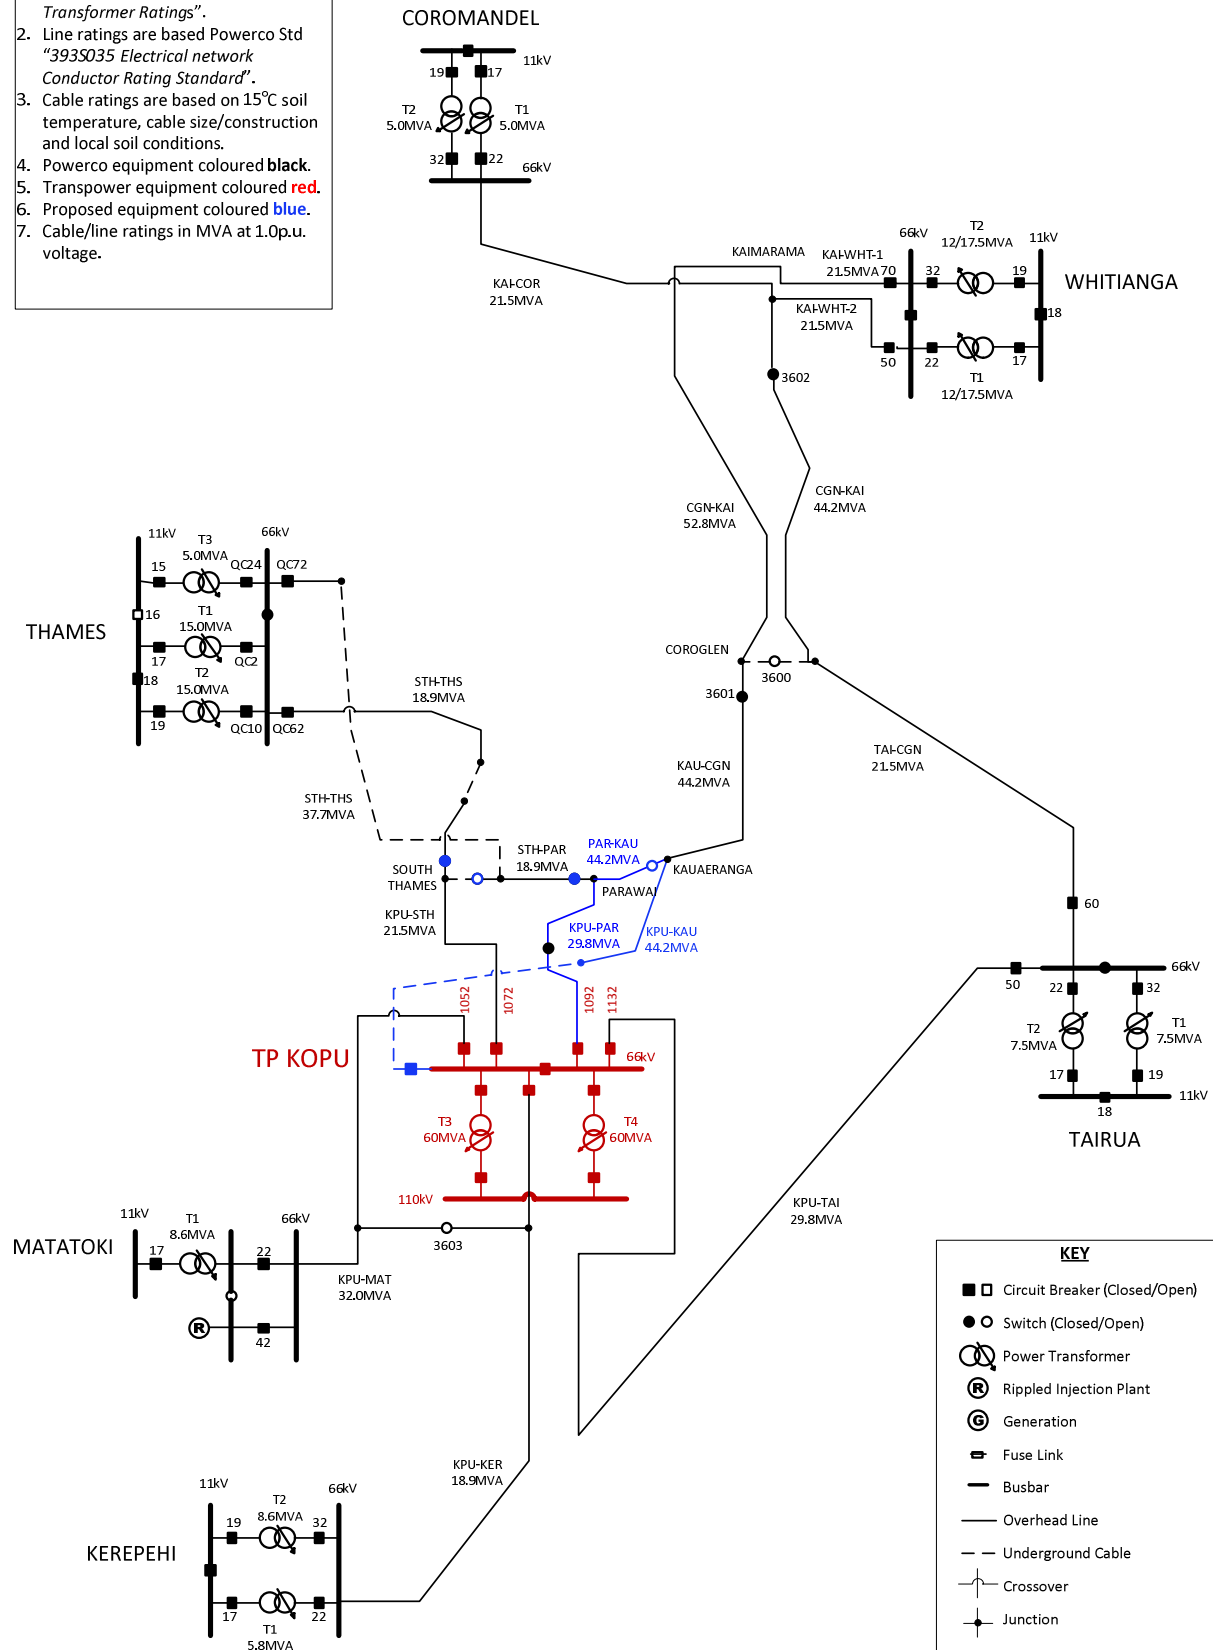 Transformer Ratings”.
2. Line ratings are based Powerco Std
“393S035 Electrical network
Conductor Rating Standard”.
3. Cable ratings are based on 15°C soil
temperature, cable size/construction
and local soil conditions.
4. Powerco equipment coloured black.
5. Transpower equipment coloured red.
6. Proposed equipment coloured blue.
7. Cable/line ratings in MVA at 1.0p.u.
voltage.
COROMANDEL
11kV
19
17
T2
5.0MVA
T1
5.0MVA
32
22
66kV
KAI-COR
21.5MVA
KAIMARAMA
KAI-WHT-1
21.5MVA
70
66kV
32
T2
12/17.5MVA
19
11kV
WHITIANGA
18
KAI-WHT-2
21.5MVA
50
22
T1
12/17.5MVA
17
3602
CGN-KAI
52.8MVA
CGN-KAI
44.2MVA
THAMES
11kV
66kV
15
T3
5.0MVA
QC24
QC72
16
T1
15.0MVA
17
QC2
18
T2
15.0MVA
19
QC10
QC62
STH-THS
18.9MVA
STH-THS
37.7MVA
COROGLEN
3600
3601
KAU-CGN
44.2MVA
TAI-CGN
21.5MVA
STH-PAR
18.9MVA
PAR-KAU
44.2MVA
KAUAERANGA
SOUTH
THAMES
PARAWAI
KPU-STH
21.5MVA
KPU-PAR
29.8MVA
KPU-KAU
44.2MVA
1052
1072
1092
1132
TP KOPU
66kV
T3
60MVA
T4
60MVA
110kV
60
50
66kV
22
32
T2
7.5MVA
T1
7.5MVA
17
19
18
11kV
TAIRUA
KPU-TAI
29.8MVA
MATATOKI
11kV
17
T1
8.6MVA
22
66kV
R
42
KPU-MAT
32.0MVA
3603
KPU-KER
18.9MVA
KEREPEHI
11kV
66kV
19
T2
8.6MVA
32
17
T1
5.8MVA
22
KEY
Circuit Breaker (Closed/Open)
Switch (Closed/Open)
Power Transformer
R Rippled Injection Plant
G Generation
Fuse Link
Busbar
Overhead Line
Underground Cable
Crossover
Junction